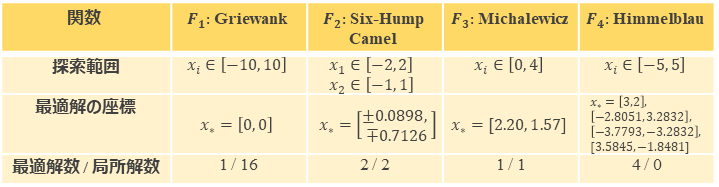 関数 F₁: Griewank F₂: Six-Hump Camel F₃: Michalewicz F₄: Himmelblau
探索範囲 xᵢ ∈ [−10, 10] x₁ ∈ [−2, 2] x₂ ∈ [−1, 1] xᵢ ∈ [0, 4] xᵢ ∈ [−5, 5]
最適解の座標 x∗ = [0,0] x∗ = [±0.0898, ∓0.7126] x∗ = [2.20, 1.57] x∗ = [3,2], [−2.8051,3.2832], [−3.7793,−3.2832], [3.5845,−1.8481]
最適解数 / 局所解数 1 / 16 2 / 2 1 / 1 4 / 0